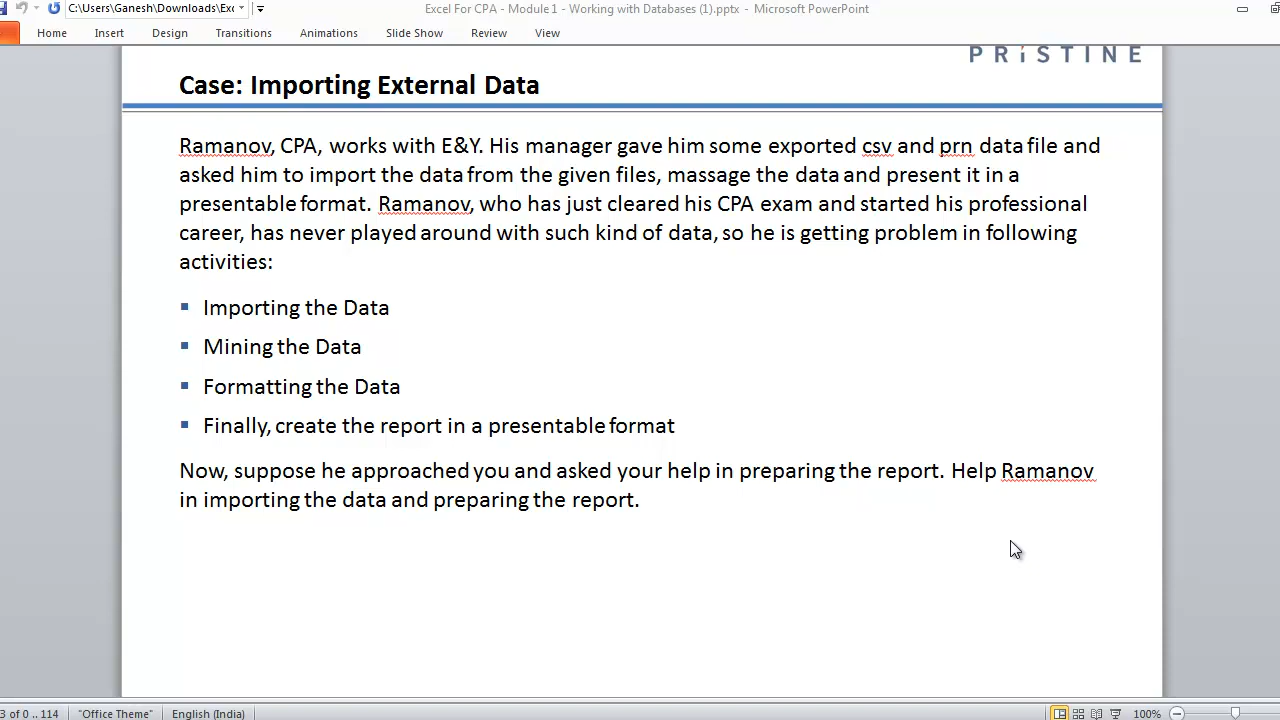 C:\Users\Ganesh\Downloads\Exc
Excel For CPA - Module 1 - Working with Databases (1).pptx - Microsoft PowerPoint
Home Insert Design Transitions Animations Slide Show Review View
PRiSTINE
Case: Importing External Data
Ramanov, CPA, works with E&Y. His manager gave him some exported csv and prn data file and
asked him to import the data from the given files, massage the data and present it in a
presentable format. Ramanov, who has just cleared his CPA exam and started his professional
career, has never played around with such kind of data, so he is getting problem in following
activities:
Importing the Data
Mining the Data
Formatting the Data
Finally, create the report in a presentable format
Now, suppose he approached you and asked your help in preparing the report. Help Ramanov
in importing the data and preparing the report.
3 of 0 .. 114 "Office Theme" English (India) 100%